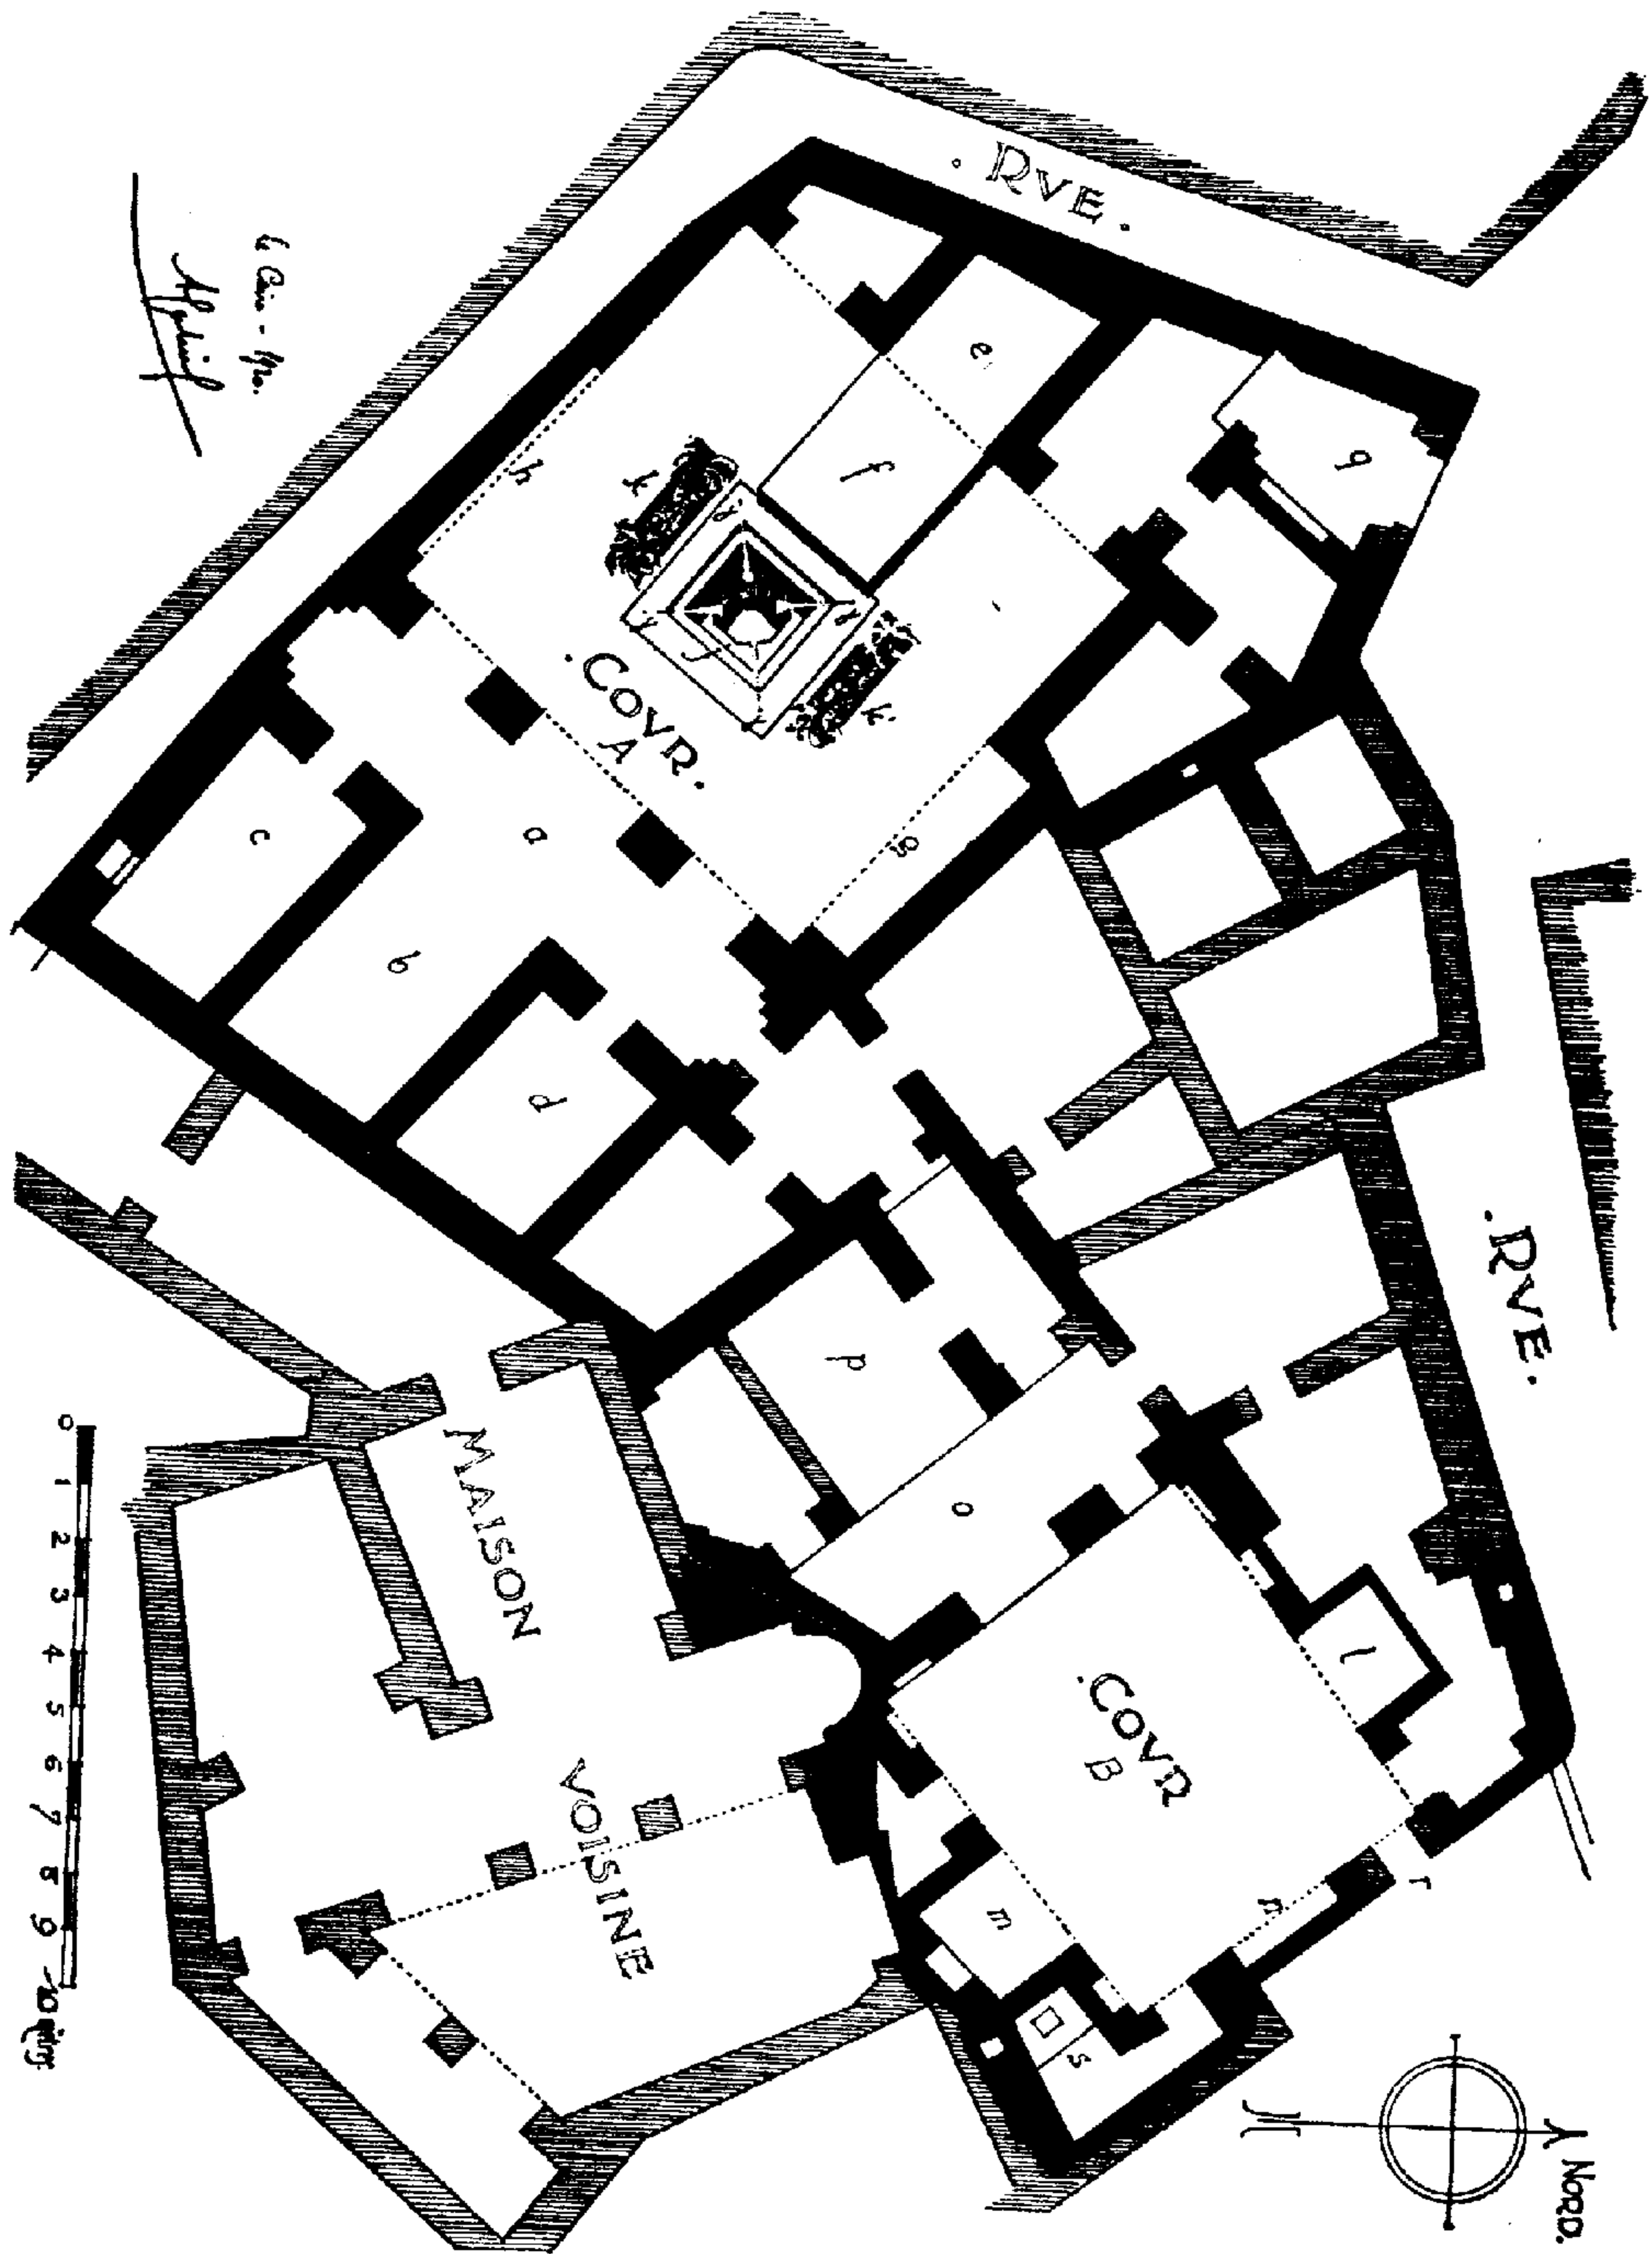 . RVE .
.COVR.
A
a
b
c
d
e
f
g
h
j
k
k
q
.RVE.
p
o
.COVR
B
l
m
n
r
s
MAISON
VOISINE
0 1 2 3 4 5 6 7 8 9 10
NORD.